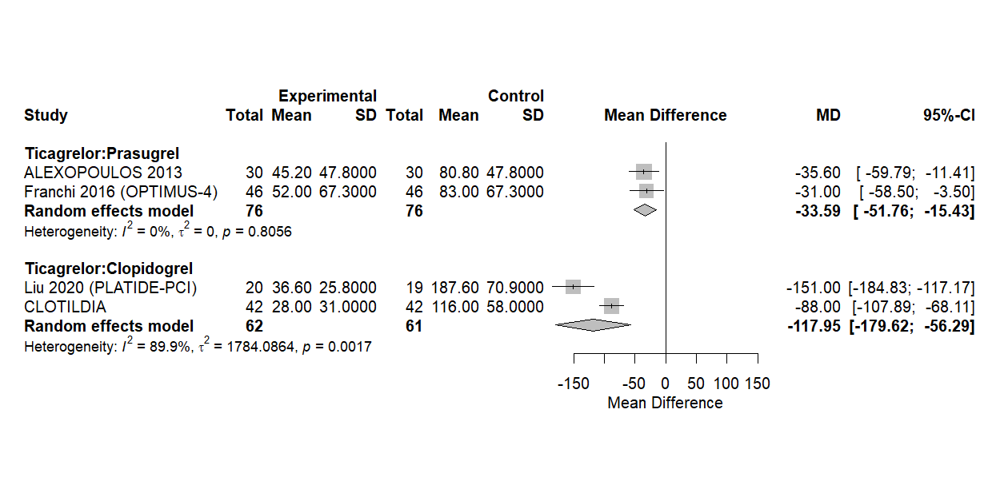 Experimental Control
Study Total Mean SD Total Mean SD Mean Difference MD 95%-CI
Ticagrelor:Prasugrel
ALEXOPOULOS 2013 30 45.20 47.8000 30 80.80 47.8000 -35.60 [ -59.79; -11.41]
Franchi 2016 (OPTIMUS-4) 46 52.00 67.3000 46 83.00 67.3000 -31.00 [ -58.50; -3.50]
Random effects model 76 76 -33.59 [ -51.76; -15.43]
Heterogeneity: I² = 0%, τ² = 0, p = 0.8056
Ticagrelor:Clopidogrel
Liu 2020 (PLATIDE-PCI) 20 36.60 25.8000 19 187.60 70.9000 -151.00 [-184.83; -117.17]
CLOTILDIA 42 28.00 31.0000 42 116.00 58.0000 -88.00 [-107.89; -68.11]
Random effects model 62 61 -117.95 [-179.62; -56.29]
Heterogeneity: I² = 89.9%, τ² = 1784.0864, p = 0.0017
-150 -50 0 50 100 150
Mean Difference